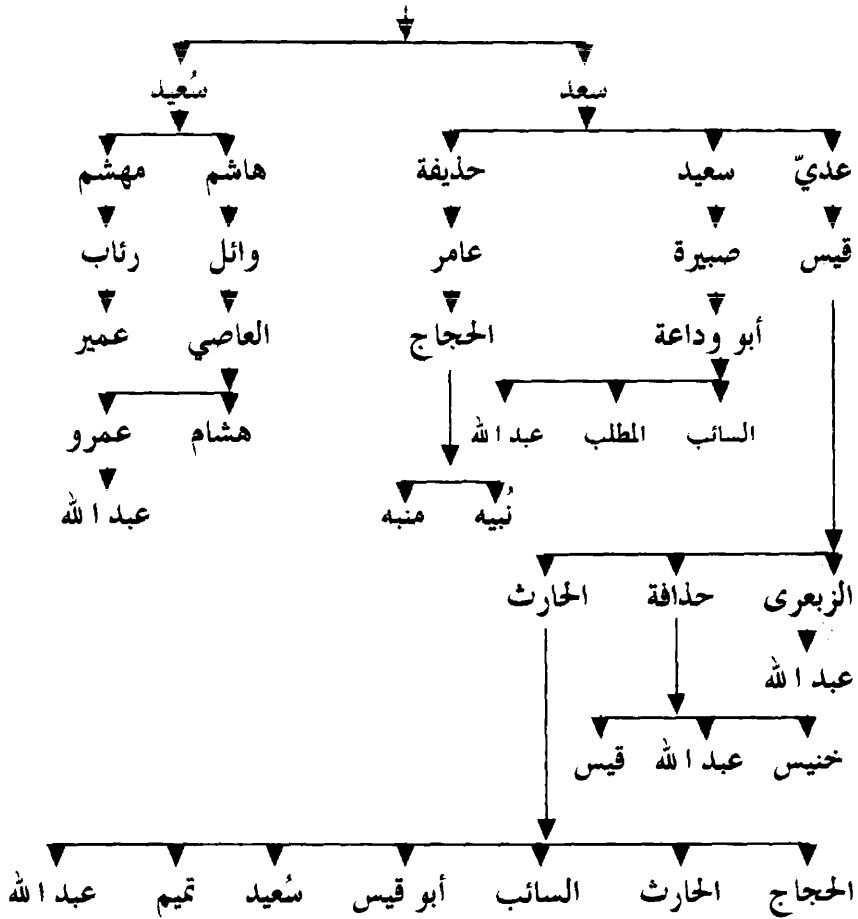 سعد سُعيد
عديّ سعيد حذيفة هاشم مهشم
قيس صبيرة عامر وائل رئاب
أبو وداعة الحجاج العاصي عمير
السائب المطلب عبد الله هشام عمرو
نُبيه منبه عبد الله
الزبعرى حذافة الحارث
عبد الله
خنيس عبد الله قيس
الحجاج الحارث السائب أبو قيس سُعيد تميم عبد الله